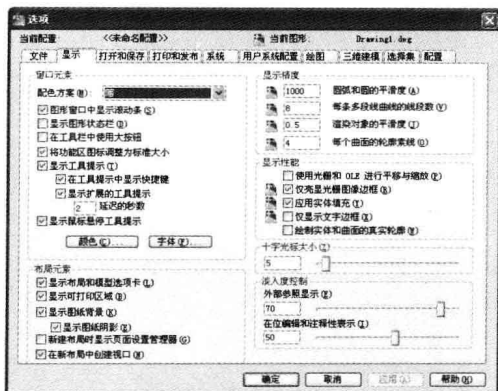 选项
当前配置: <<未命名配置>> 当前图形: Drawing1.dwg
文件 显示 打开和保存 打印和发布 系统 用户系统配置 绘图 三维建模 选择集 配置
窗口元素
配色方案(M):
图形窗口中显示滚动条(S)
显示图形状态栏(D)
在工具栏中使用大按钮
将功能区图标调整为标准大小
显示工具提示(T)
在工具提示中显示快捷键
显示扩展的工具提示
2 延迟的秒数
显示鼠标悬停工具提示
颜色(C)... 字体(F)...
布局元素
显示布局和模型选项卡(L)
显示可打印区域(B)
显示图纸背景(K)
显示图纸阴影(E)
新建布局时显示页面设置管理器(G)
在新布局中创建视口(N)
显示精度
1000 圆弧和圆的平滑度(A)
8 每条多段线曲线的线段数(V)
0.5 渲染对象的平滑度(J)
4 每个曲面的轮廓素线(O)
显示性能
使用光栅和 OLE 进行平移与缩放(P)
仅亮显光栅图像边框(R)
应用实体填充(Y)
仅显示文字边框(X)
绘制实体和曲面的真实轮廓(W)
十字光标大小(Z)
5
淡入度控制
外部参照显示(E)
70
在位编辑和注释性表示(I)
50
确定 取消 应用(A) 帮助(H)